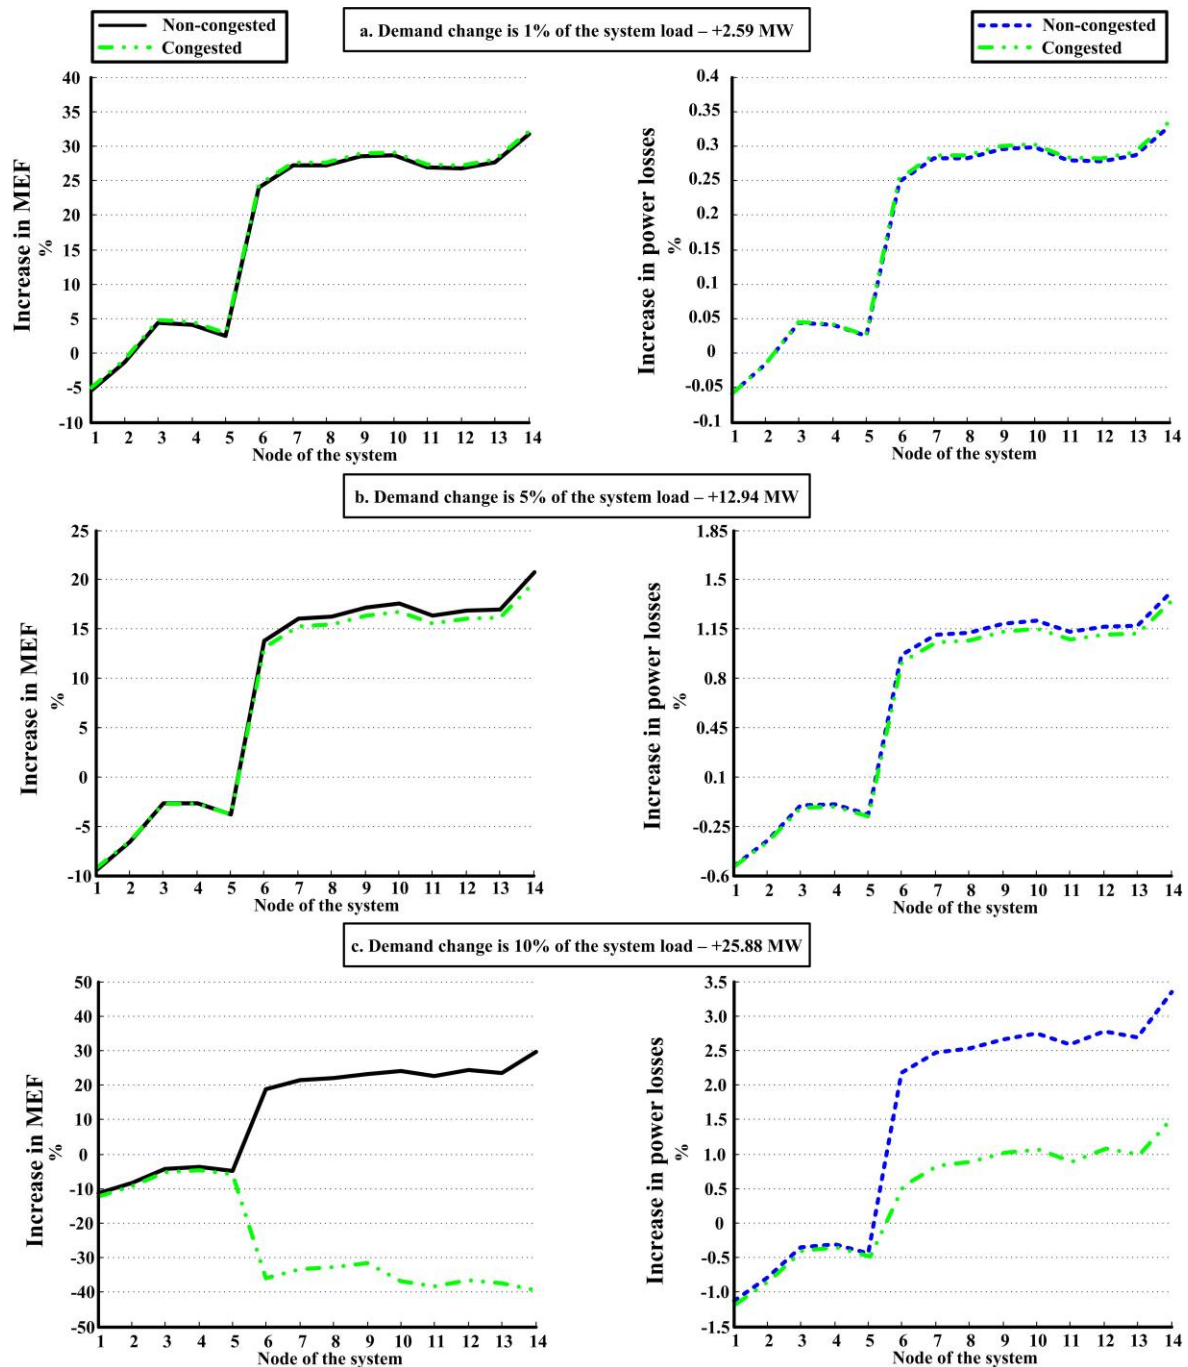 Non-congested
Congested
a. Demand change is 1% of the system load – +2.59 MW
Non-congested
Congested
Increase in MEF
%
40
35
30
25
20
15
10
5
0
-5
-10
1 2 3 4 5 6 7 8 9 10 11 12 13 14
Node of the system
Increase in power losses
%
0.4
0.35
0.3
0.25
0.2
0.15
0.1
0.05
0
-0.05
-0.1
1 2 3 4 5 6 7 8 9 10 11 12 13 14
Node of the system
b. Demand change is 5% of the system load – +12.94 MW
Increase in MEF
%
25
20
15
10
5
0
-5
-10
1 2 3 4 5 6 7 8 9 10 11 12 13 14
Node of the system
Increase in power losses
%
1.85
1.5
1.15
0.8
0.45
0.1
-0.25
-0.6
1 2 3 4 5 6 7 8 9 10 11 12 13 14
Node of the system
c. Demand change is 10% of the system load – +25.88 MW
Increase in MEF
%
50
40
30
20
10
0
-10
-20
-30
-40
-50
1 2 3 4 5 6 7 8 9 10 11 12 13 14
Node of the system
Increase in power losses
%
3.5
3.0
2.5
2.0
1.5
1.0
0.5
0
-0.5
-1.0
-1.5
1 2 3 4 5 6 7 8 9 10 11 12 13 14
Node of the system